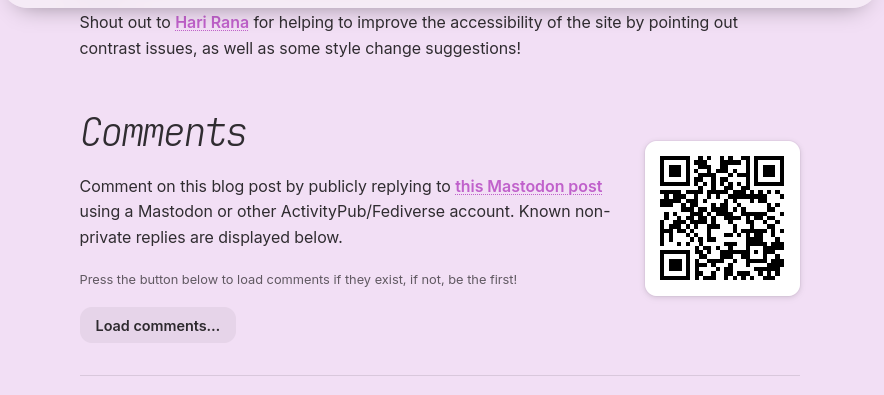 Shout out to Hari Rana for helping to improve the accessibility of the site by pointing out
contrast issues, as well as some style change suggestions!
Comments
Comment on this blog post by publicly replying to this Mastodon post
using a Mastodon or other ActivityPub/Fediverse account. Known non-
private replies are displayed below.
Press the button below to load comments if they exist, if not, be the first!
Load comments...